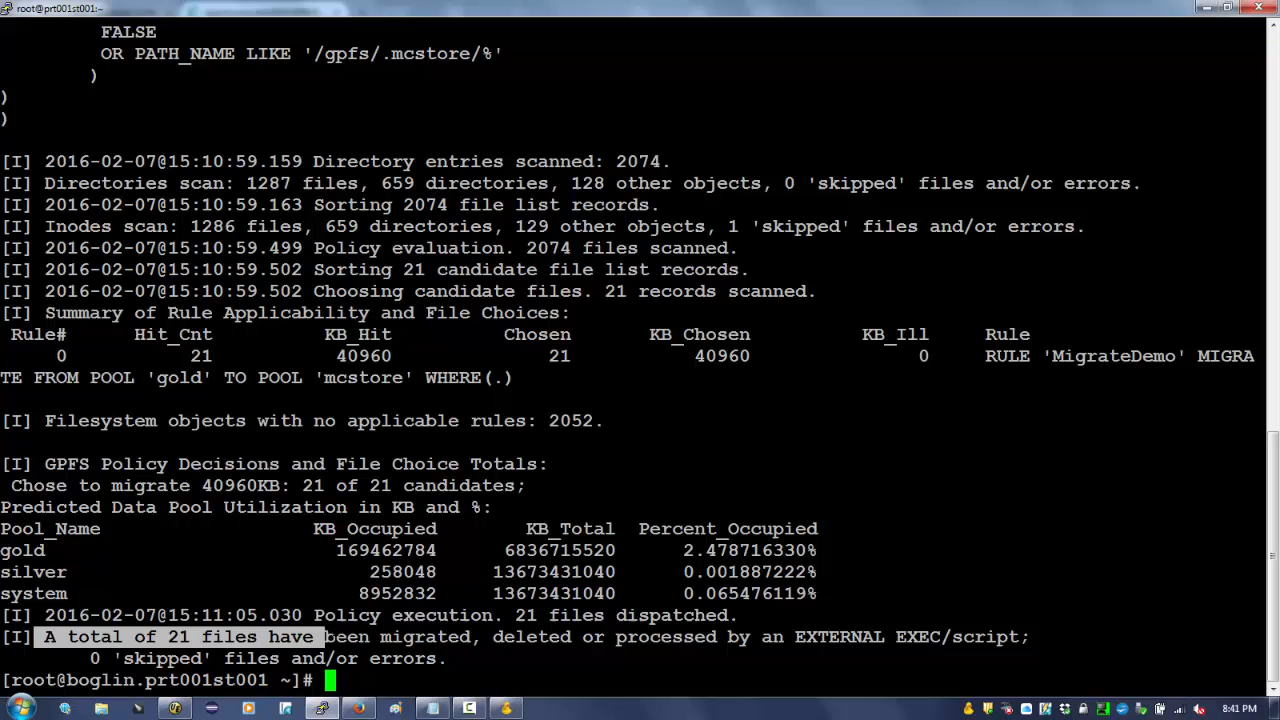 root@prt001st001:~
FALSE
OR PATH_NAME LIKE '/gpfs/.mcstore/%'
)
)
)
[I] 2016-02-07@15:10:59.159 Directory entries scanned: 2074.
[I] Directories scan: 1287 files, 659 directories, 128 other objects, 0 'skipped' files and/or errors.
[I] 2016-02-07@15:10:59.163 Sorting 2074 file list records.
[I] Inodes scan: 1286 files, 659 directories, 129 other objects, 1 'skipped' files and/or errors.
[I] 2016-02-07@15:10:59.499 Policy evaluation. 2074 files scanned.
[I] 2016-02-07@15:10:59.502 Sorting 21 candidate file list records.
[I] 2016-02-07@15:10:59.502 Choosing candidate files. 21 records scanned.
[I] Summary of Rule Applicability and File Choices:
Rule# Hit_Cnt KB_Hit Chosen KB_Chosen KB_Ill Rule
0 21 40960 21 40960 0 RULE 'MigrateDemo' MIGRA
TE FROM POOL 'gold' TO POOL 'mcstore' WHERE(.)
[I] Filesystem objects with no applicable rules: 2052.
[I] GPFS Policy Decisions and File Choice Totals:
Chose to migrate 40960KB: 21 of 21 candidates;
Predicted Data Pool Utilization in KB and %:
Pool_Name KB_Occupied KB_Total Percent_Occupied
gold 169462784 6836715520 2.478716330%
silver 258048 13673431040 0.001887222%
system 8952832 13673431040 0.065476119%
[I] 2016-02-07@15:11:05.030 Policy execution. 21 files dispatched.
[I] A total of 21 files have been migrated, deleted or processed by an EXTERNAL EXEC/script;
0 'skipped' files and/or errors.
[root@boglin.prt001st001 ~]#
8:41 PM